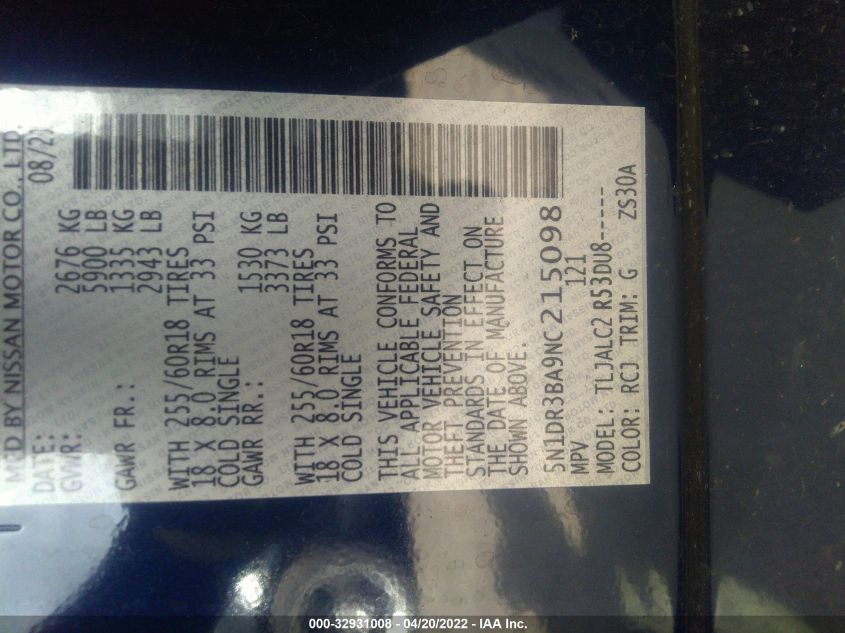 MFD BY NISSAN MOTOR CO., LTD.
DATE: 08/21
GVWR: 2676 KG
5900 LB
GAWR FR.: 1335 KG
2943 LB
WITH 255/60R18 TIRES
18 X 8.0 RIMS AT 33 PSI
COLD SINGLE
GAWR RR.: 1530 KG
3373 LB
WITH 255/60R18 TIRES
18 X 8.0 RIMS AT 33 PSI
COLD SINGLE
THIS VEHICLE CONFORMS TO
ALL APPLICABLE FEDERAL
MOTOR VEHICLE SAFETY AND
THEFT PREVENTION
STANDARDS IN EFFECT ON
THE DATE OF MANUFACTURE
SHOWN ABOVE.
5N1DR3BA9NC215098
MPV 121
MODEL: TLJALC2 R53DU8-----
COLOR: RCJ TRIM: G ZS30A
000-32931008 - 04/20/2022 - IAA Inc.